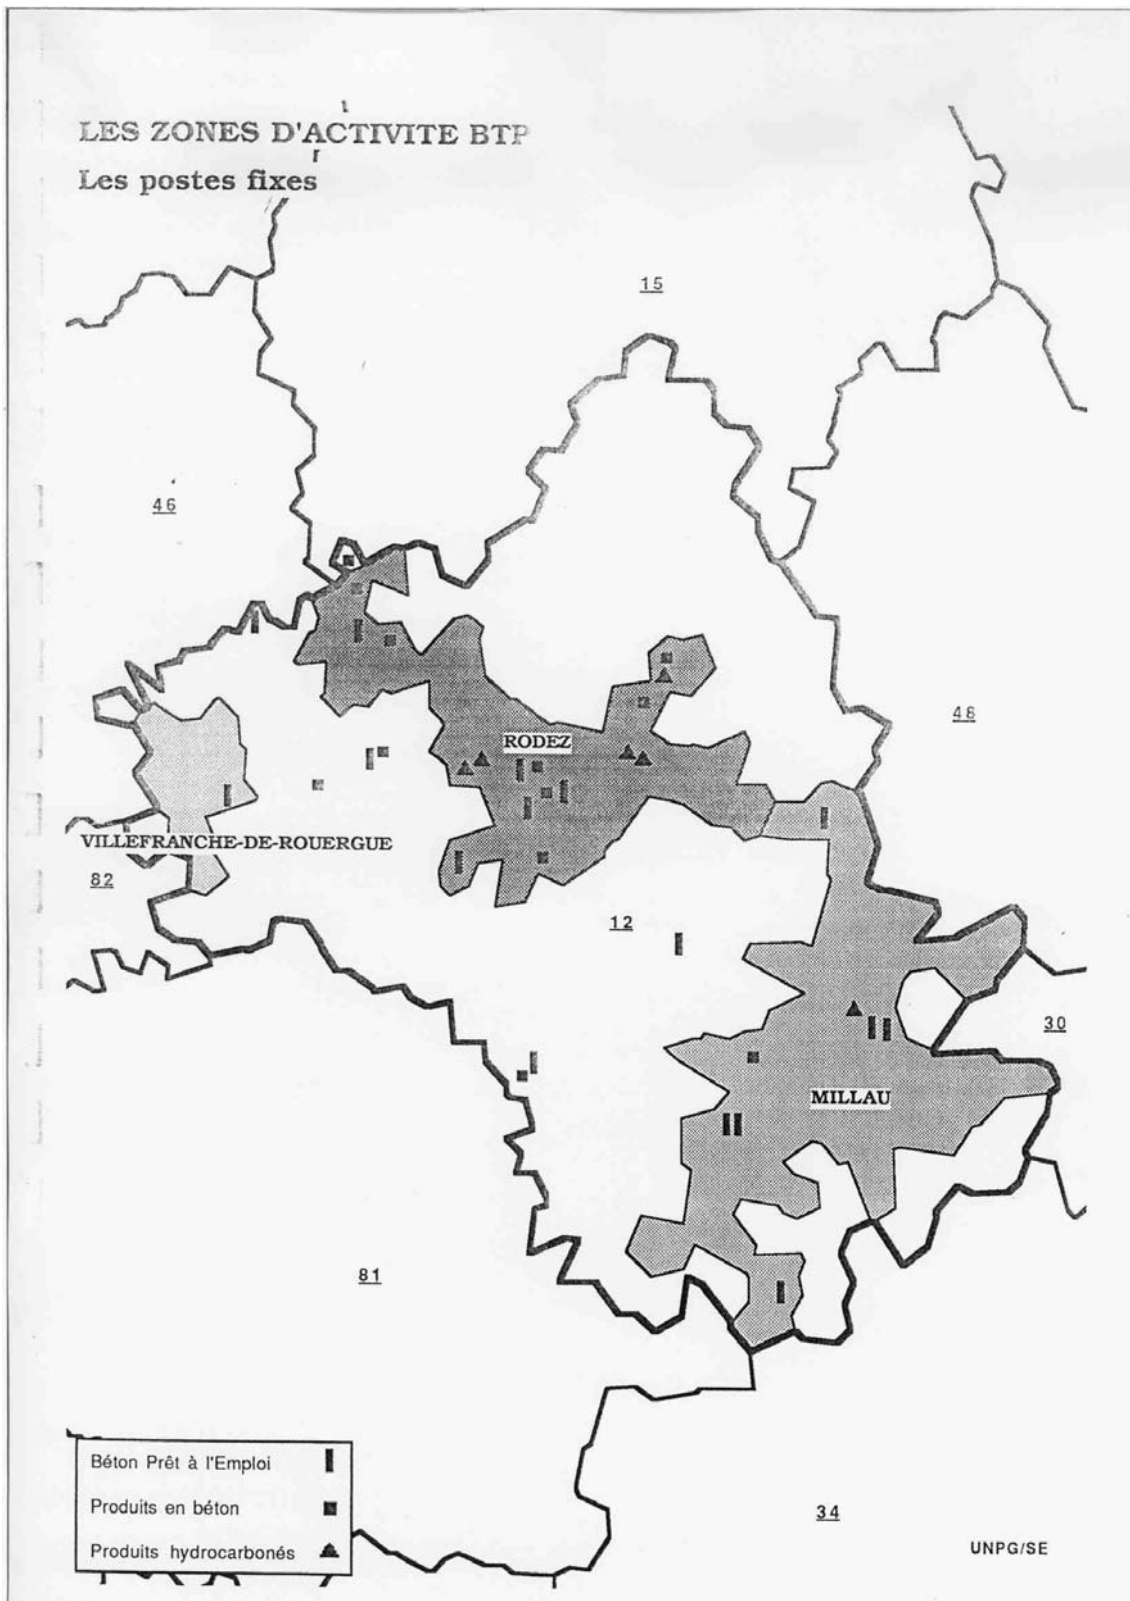 LES ZONES D'ACTIVITE BTP
Les postes fixes
15
46
48
RODEZ
VILLEFRANCHE-DE-ROUERGUE
82
12
30
MILLAU
81
Béton Prêt à l'Emploi
Produits en béton
Produits hydrocarbonés
34
UNPG/SE